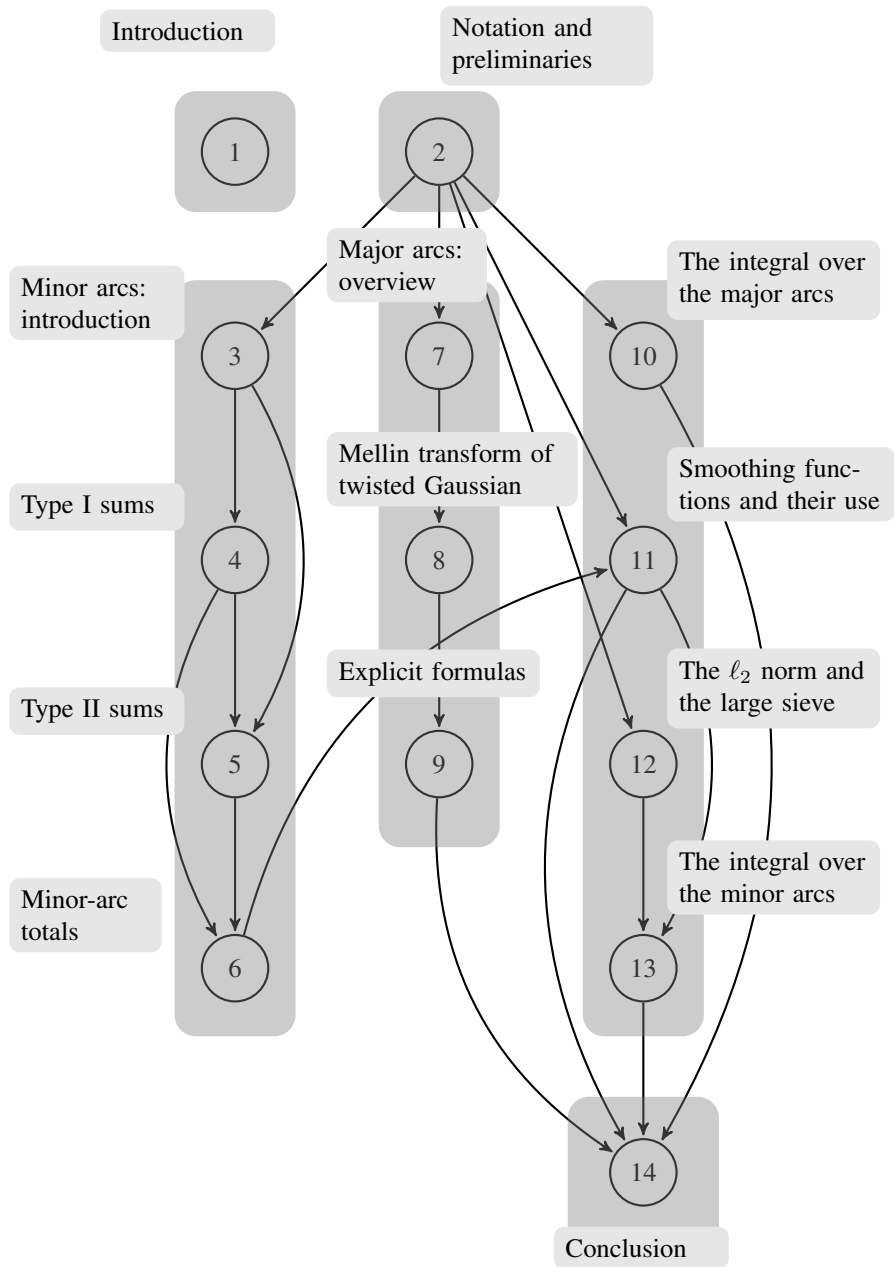 Introduction
Notation and
preliminaries
1
2
Major arcs:
overview
The integral over
the major arcs
Minor arcs:
introduction
3
7
10
Mellin transform of
twisted Gaussian
Smoothing func-
tions and their use
Type I sums
4
8
11
Explicit formulas
The ℓ₂ norm and
the large sieve
Type II sums
5
9
12
The integral over
the minor arcs
Minor-arc
totals
6
13
14
Conclusion